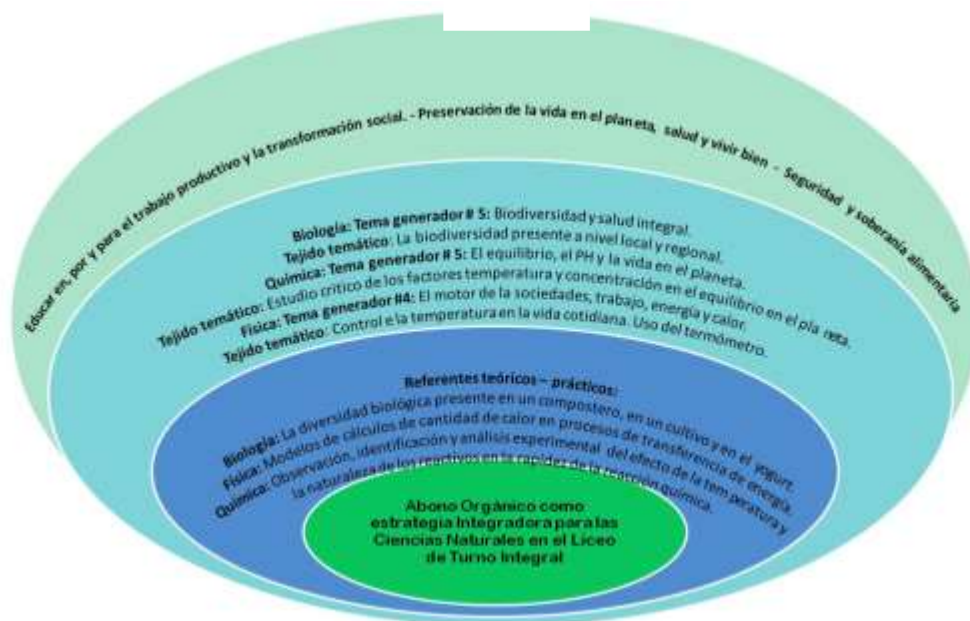 Educar en, por y para el trabajo productivo y la transformación social. - Preservación de la vida en el planeta, salud y vivir bien - Seguridad y soberanía alimentaria
Biología: Tema generador # 5: Biodiversidad y salud integral.
Tejido temático: La biodiversidad presente a nivel local y regional.
Química: Tema generador # 5: El equilibrio, el PH y la vida en el planeta.
Tejido temático: Estudio crítico de los factores temperatura y concentración en el equilibrio en el pla neta.
Física: Tema generador #4: El motor de la sociedades, trabajo, energía y calor.
Tejido temático: Control e la temperatura en la vida cotidiana. Uso del termómetro.
Referentes teóricos – prácticos:
Biología: La diversidad biológica presente en un compostero, en un cultivo y en el yogurt.
Física: Modelos de cálculos de cantidad de calor en procesos de transferencia de energía.
Química: Observación, identificación y análisis experimental del efecto de la tem peratura y
la naturaleza de los reactivos en la rapidez de la reacción química.
Abono Orgánico como
estrategia Integradora para las
Ciencias Naturales en el Liceo
de Turno Integral